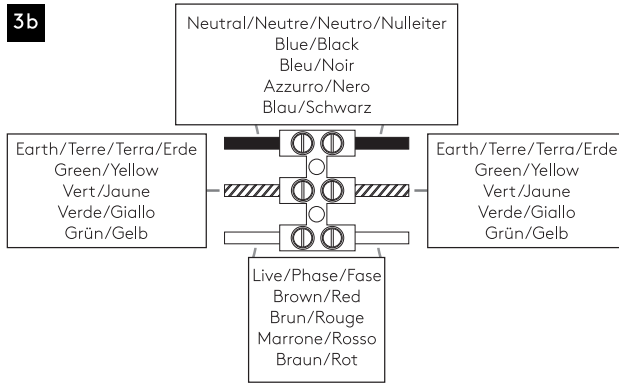 3b
Neutral/Neutre/Neutro/Nulleiter
Blue/Black
Bleu/Noir
Azzurro/Nero
Blau/Schwarz
Earth/Terre/Terra/Erde
Green/Yellow
Vert/Jaune
Verde/Giallo
Grün/Gelb
Earth/Terre/Terra/Erde
Green/Yellow
Vert/Jaune
Verde/Giallo
Grün/Gelb
Live/Phase/Fase
Brown/Red
Brun/Rouge
Marrone/Rosso
Braun/Rot